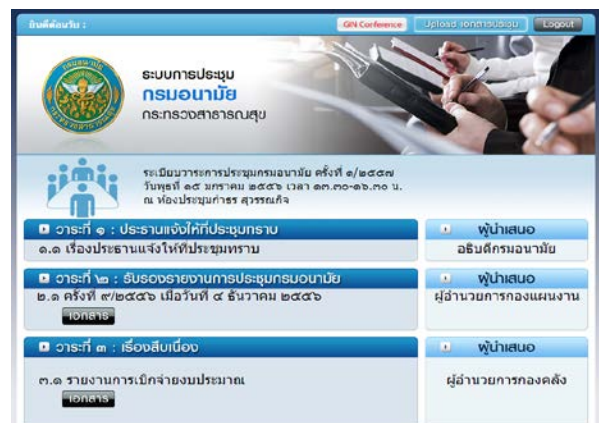 ยินดีต้อนรับ :
GIN Conference
Upload เอกสารประชุม
Logout
ระบบการประชุม
กรมอนามัย
กระทรวงสาธารณสุข
ระเบียบวาระการประชุมกรมอนามัย ครั้งที่ ๑/๒๕๕๗
วันพุธที่ ๑๕ มกราคม ๒๕๕๖ เวลา ๑๓.๓๐-๑๖.๓๐ น.
ณ ห้องประชุมกำธร สุวรรณกิจ
วาระที่ ๑ : ประธานแจ้งให้ที่ประชุมทราบ
ผู้นำเสนอ
๑.๑ เรื่องประธานแจ้งให้ที่ประชุมทราบ
อธิบดีกรมอนามัย
วาระที่ ๒ : รับรองรายงานการประชุมกรมอนามัย
ผู้นำเสนอ
๒.๑ ครั้งที่ ๙/๒๕๕๖ เมื่อวันที่ ๔ ธันวาคม ๒๕๕๖
ผู้อำนวยการกองแผนงาน
เอกสาร
วาระที่ ๓ : เรื่องสืบเนื่อง
ผู้นำเสนอ
๓.๑ รายงานการเบิกจ่ายงบประมาณ
ผู้อำนวยการกองคลัง
เอกสาร